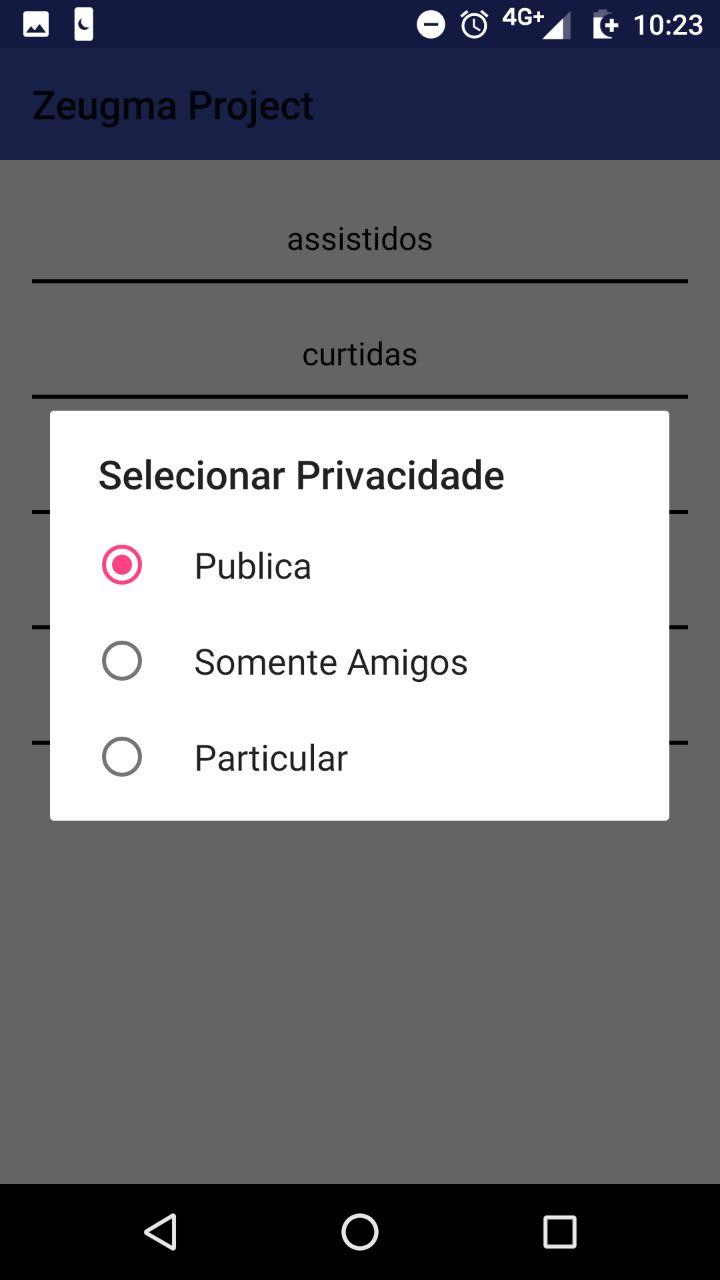 4G+ 10:23
Zeugma Project
assistidos
curtidas
Selecionar Privacidade
Publica
Somente Amigos
Particular